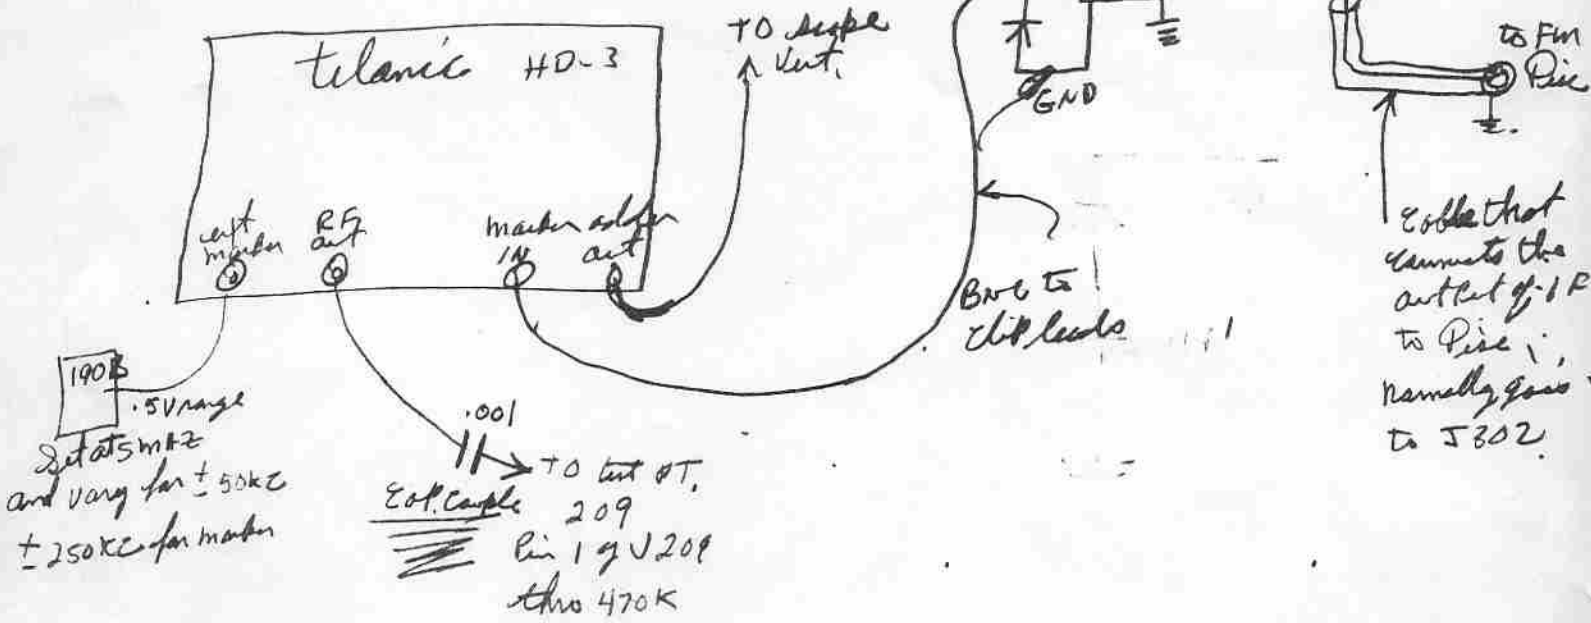 telonic HD-3
TO scope
Vert.
GND
to FM
Disc
ext
marker
RF
out
marker adder
IN out
BNC to
clip leads
Cable that
connects the
output of IF
to Disc
normally goes
to J302.
190B
.5V range
Set at 5 mHZ
and vary for ± 50KC
± 250KC for marker
.001
Cap. Couple
TO test PT.
209
Pin 1 of V209
thro 470K